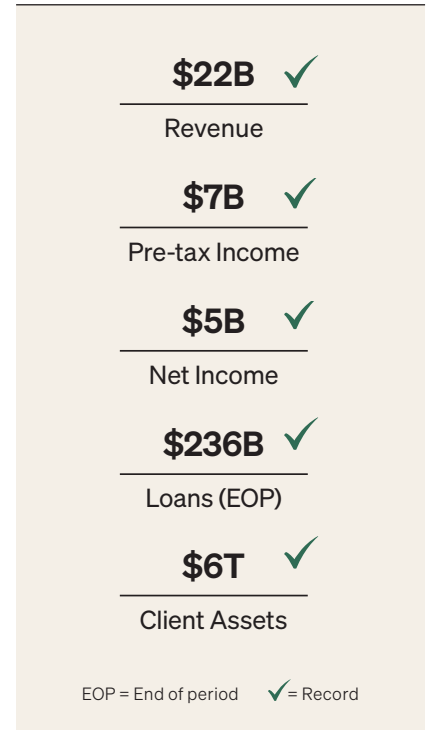 $22B ✓
Revenue
$7B ✓
Pre-tax Income
$5B ✓
Net Income
$236B ✓
Loans (EOP)
$6T ✓
Client Assets
EOP = End of period ✓= Record